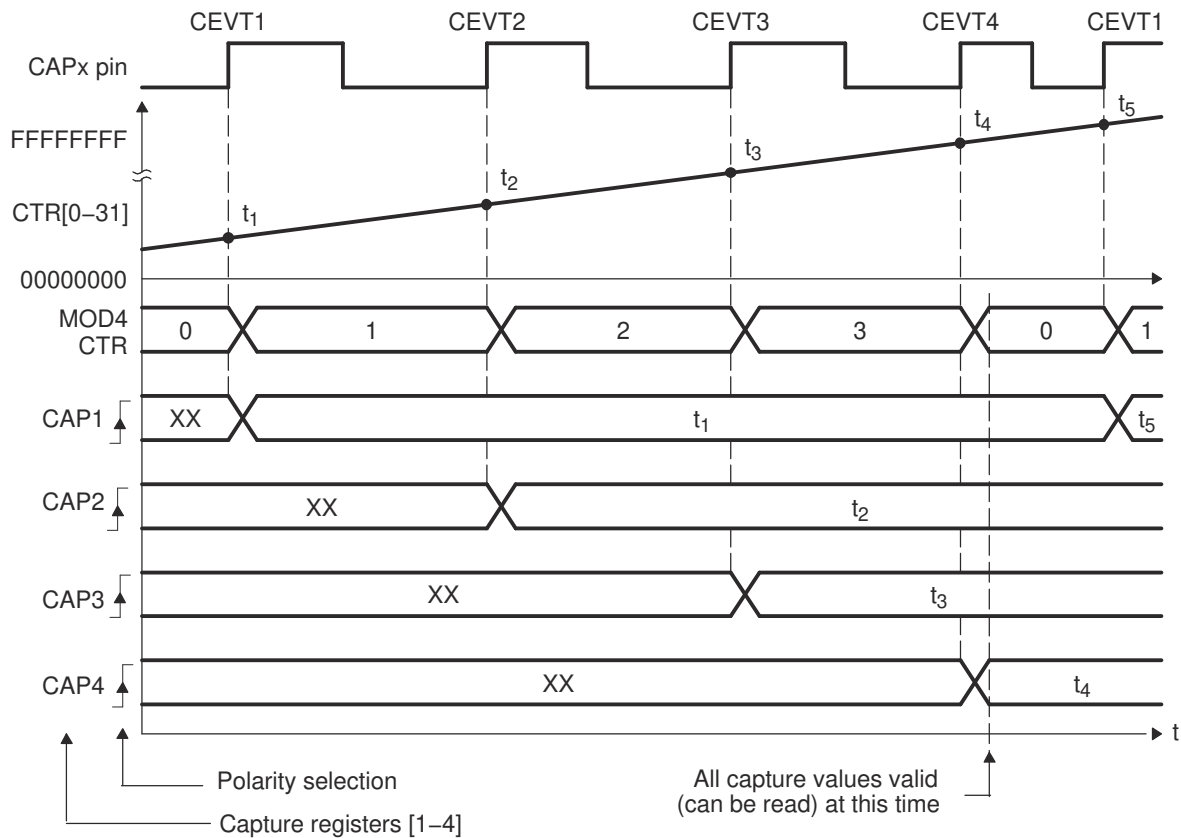 CEVT1 CEVT2 CEVT3 CEVT4 CEVT1
CAPx pin
t5
FFFFFFFF
t4
t3
t2
CTR[0−31]
t1
00000000
MOD4
CTR
0 1 2 3 0 1
CAP1 XX t1 t5
CAP2 XX t2
CAP3 XX t3
CAP4 XX t4
t
Polarity selection
All capture values valid
(can be read) at this time
Capture registers [1−4]